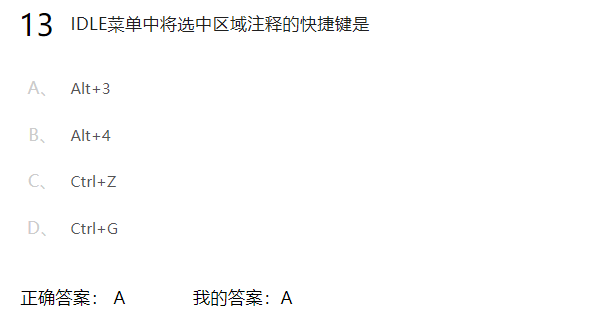 13 IDLE菜单中将选中区域注释的快捷键是
A、 Alt+3
B、 Alt+4
C、 Ctrl+Z
D、 Ctrl+G
正确答案： A 我的答案：A